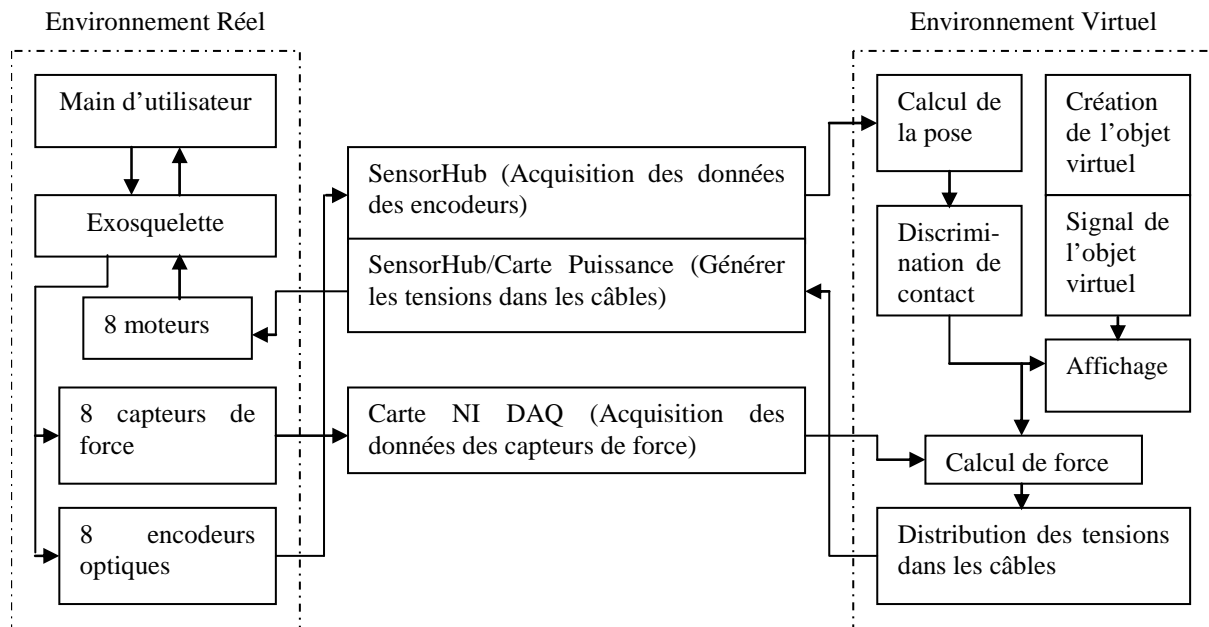 Environnement Réel
Environnement Virtuel
Main d’utilisateur
Exosquelette
8 moteurs
8 capteurs de
force
8 encodeurs
optiques
SensorHub (Acquisition des données
des encodeurs)
SensorHub/Carte Puissance (Générer
les tensions dans les câbles)
Carte NI DAQ (Acquisition des
données des capteurs de force)
Calcul de
la pose
Discrimi-
nation de
contact
Création
de l’objet
virtuel
Signal de
l’objet
virtuel
Affichage
Calcul de force
Distribution des tensions
dans les câbles